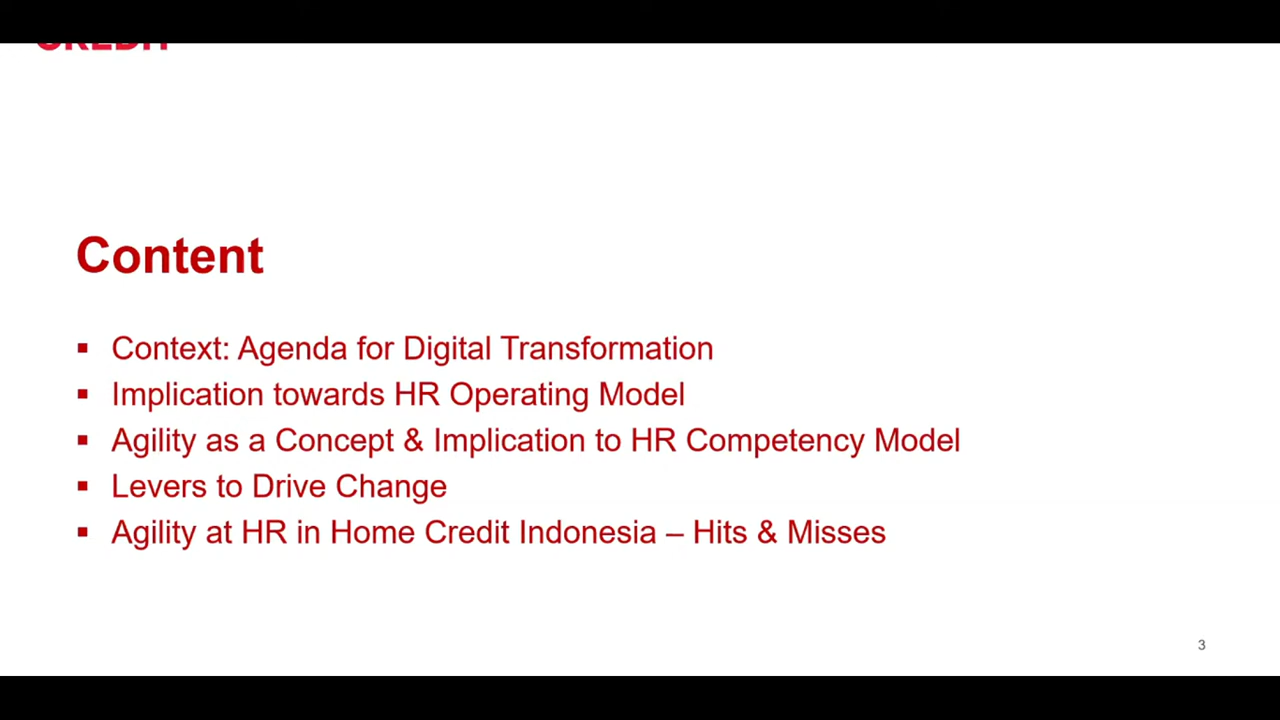 CREDIT
Content
▪ Context: Agenda for Digital Transformation
▪ Implication towards HR Operating Model
▪ Agility as a Concept & Implication to HR Competency Model
▪ Levers to Drive Change
▪ Agility at HR in Home Credit Indonesia – Hits & Misses
3